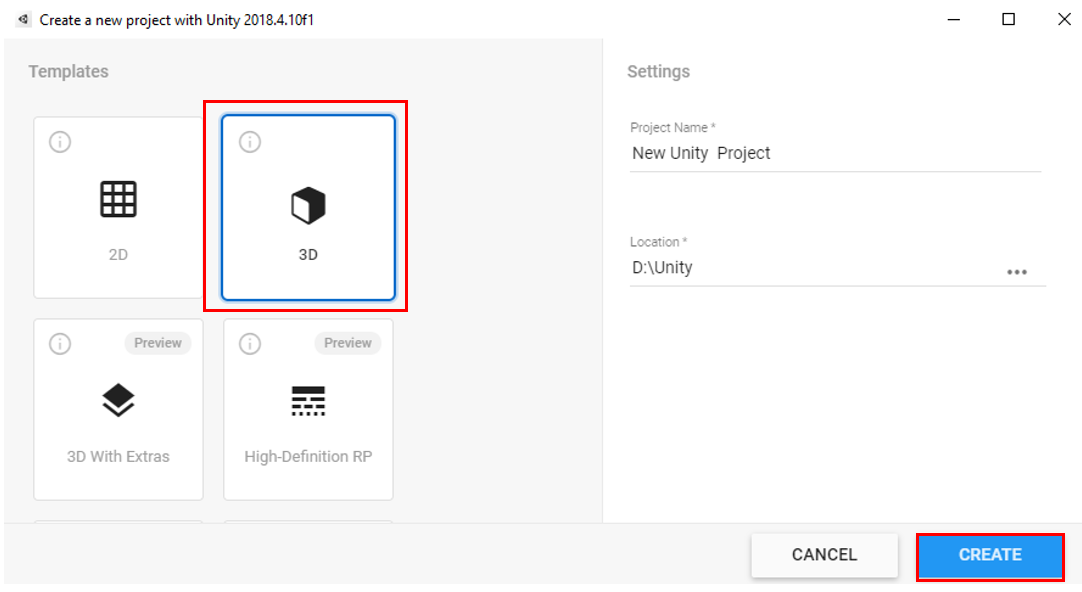 Create a new project with Unity 2018.4.10f1
Templates
2D
3D
Preview
3D With Extras
Preview
High-Definition RP
Settings
Project Name *
New Unity  Project
Location *
D:\Unity
CANCEL
CREATE